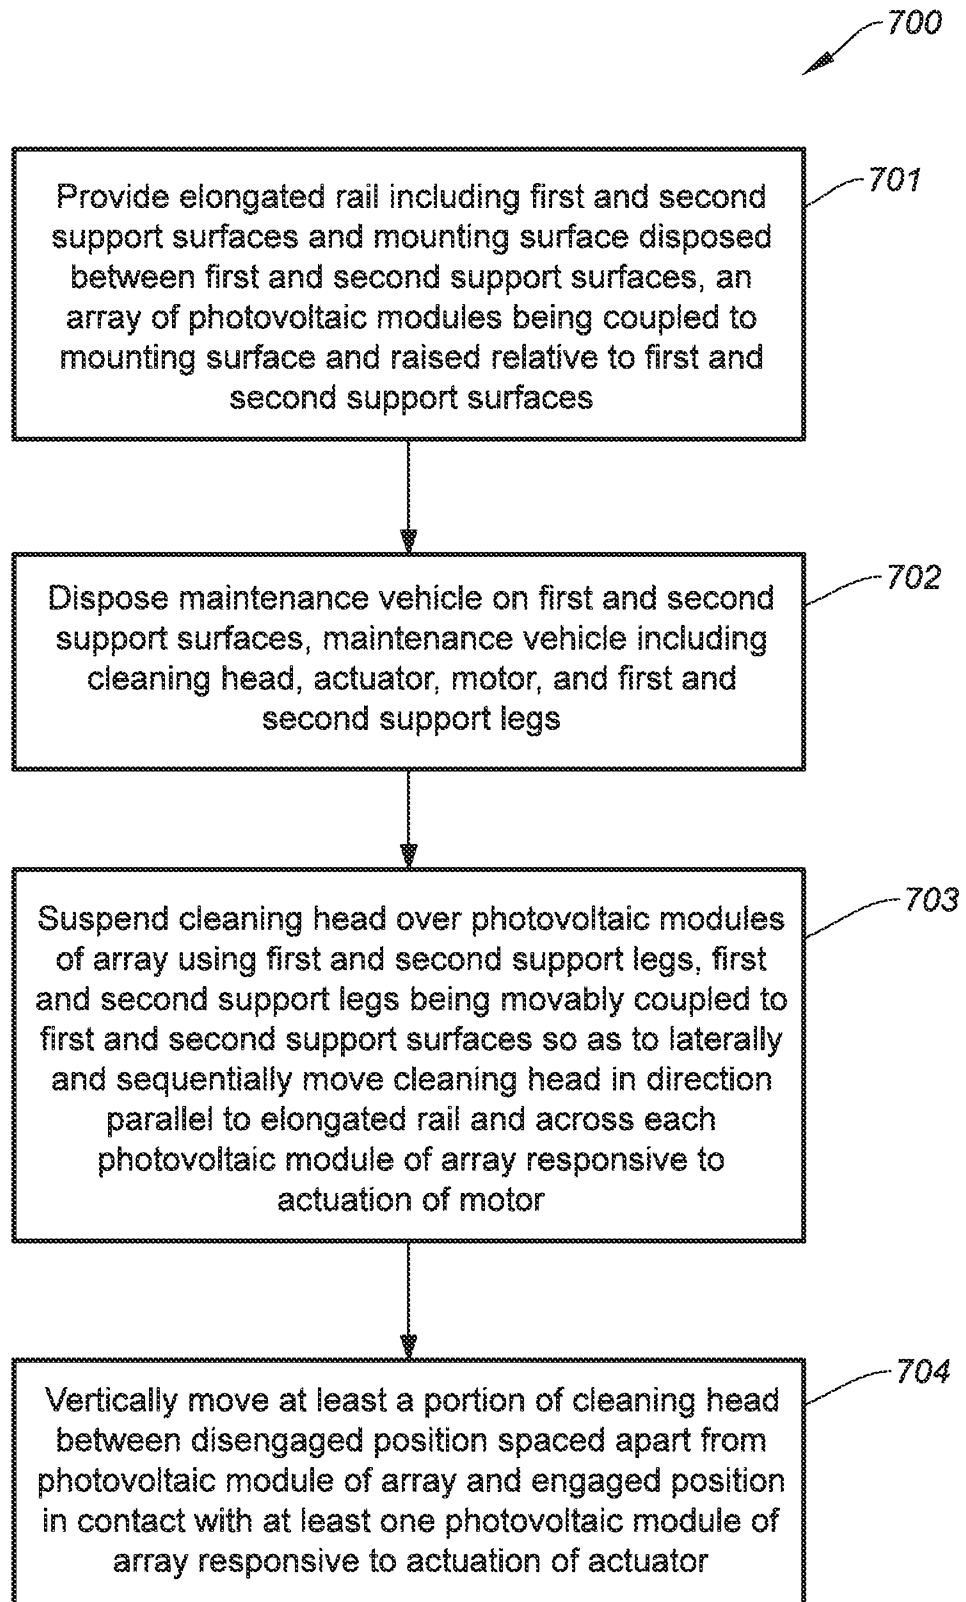 700
701
Provide elongated rail including first and second
support surfaces and mounting surface disposed
between first and second support surfaces, an
array of photovoltaic modules being coupled to
mounting surface and raised relative to first and
second support surfaces
702
Dispose maintenance vehicle on first and second
support surfaces, maintenance vehicle including
cleaning head, actuator, motor, and first and
second support legs
703
Suspend cleaning head over photovoltaic modules
of array using first and second support legs, first
and second support legs being movably coupled to
first and second support surfaces so as to laterally
and sequentially move cleaning head in direction
parallel to elongated rail and across each
photovoltaic module of array responsive to
actuation of motor
704
Vertically move at least a portion of cleaning head
between disengaged position spaced apart from
photovoltaic module of array and engaged position
in contact with at least one photovoltaic module of
array responsive to actuation of actuator